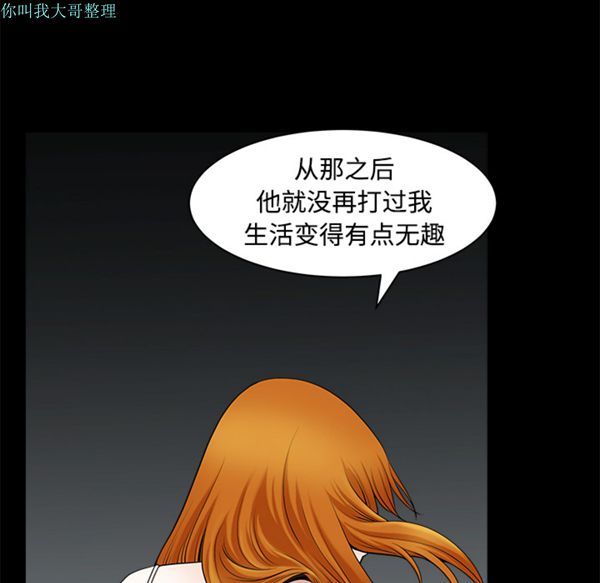 你叫我大哥整理
从那之后
他就没再打过我
生活变得有点无趣